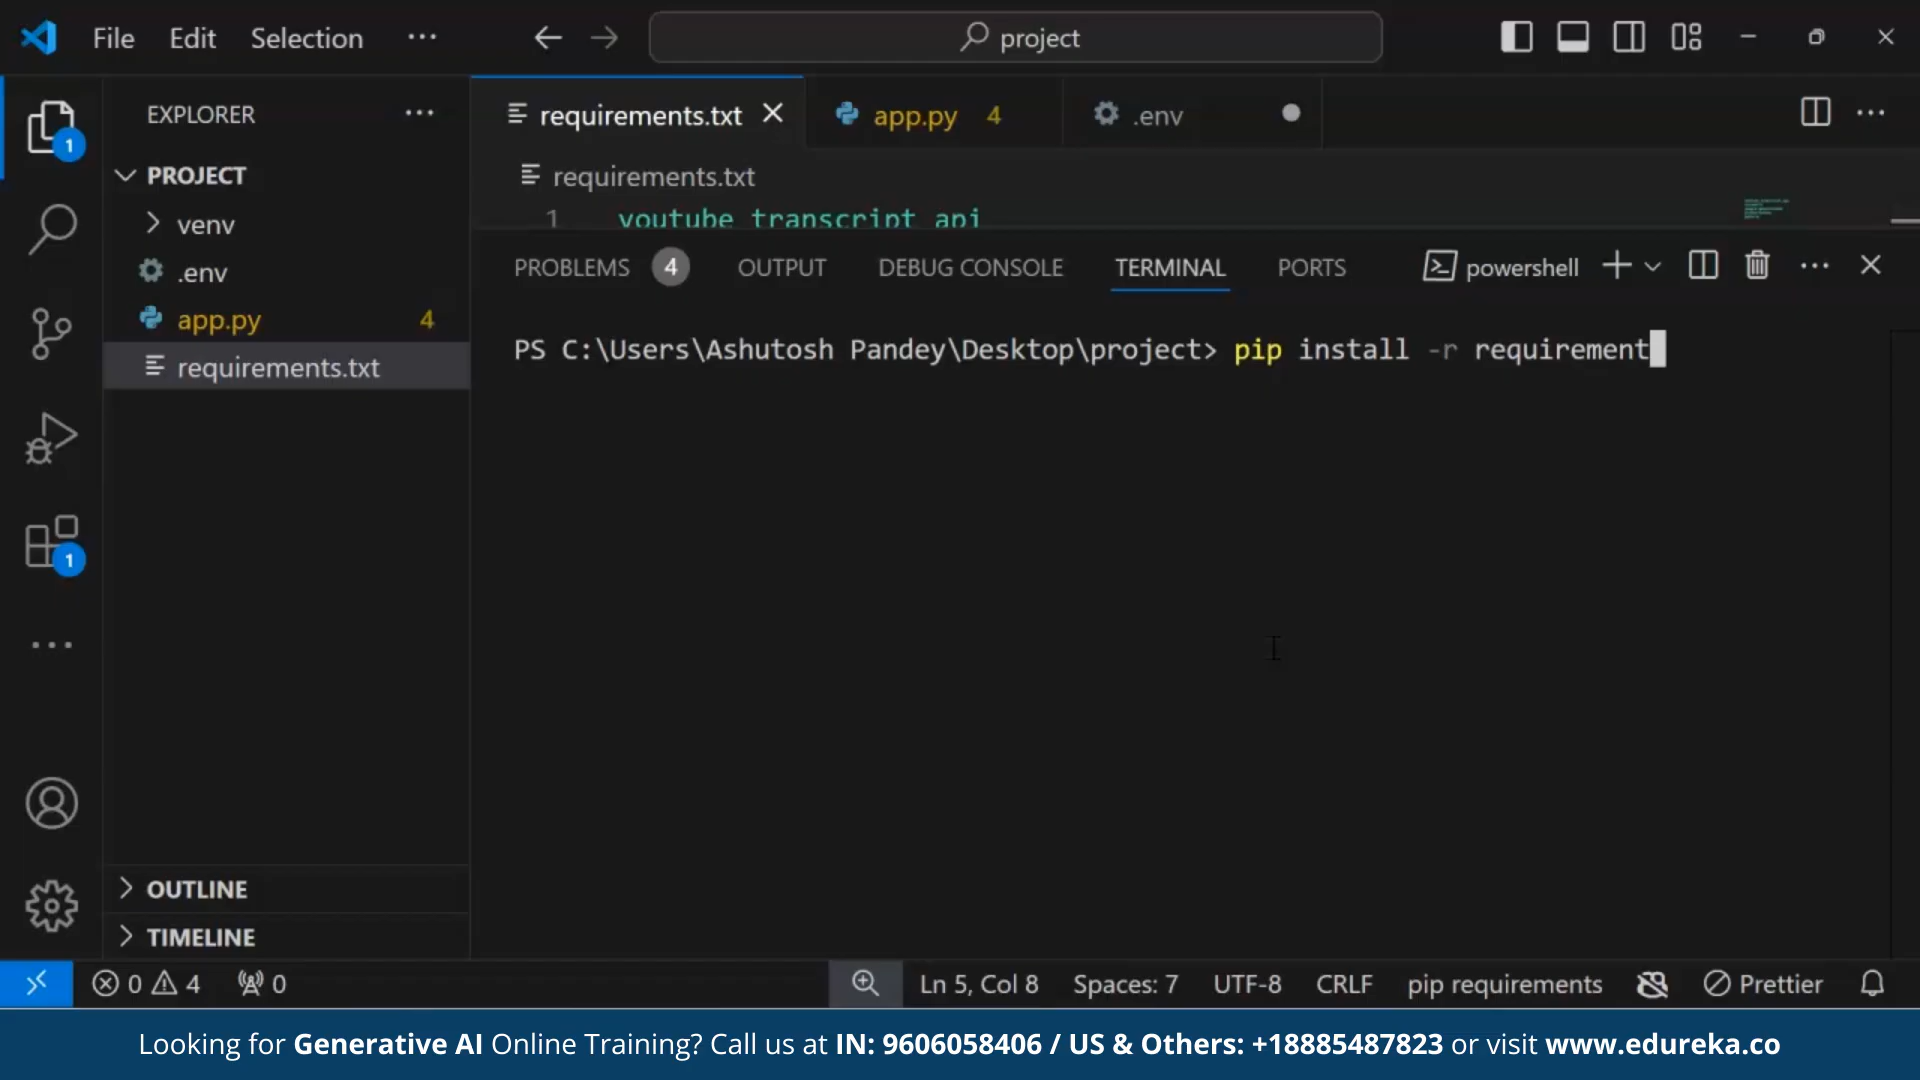 File Edit Selection ··· project
EXPLORER ···
requirements.txt
app.py 4
.env
1
PROJECT
requirements.txt
venv
1 youtube_transcript_api
.env
PROBLEMS 4 OUTPUT DEBUG CONSOLE TERMINAL PORTS powershell
app.py 4
requirements.txt
PS C:\Users\Ashutosh Pandey\Desktop\project> pip install -r requirement
1
OUTLINE
TIMELINE
0 4 0 Ln 5, Col 8 Spaces: 7 UTF-8 CRLF pip requirements Prettier
Looking for Generative AI Online Training? Call us at IN: 9606058406 / US & Others: +18885487823 or visit www.edureka.co